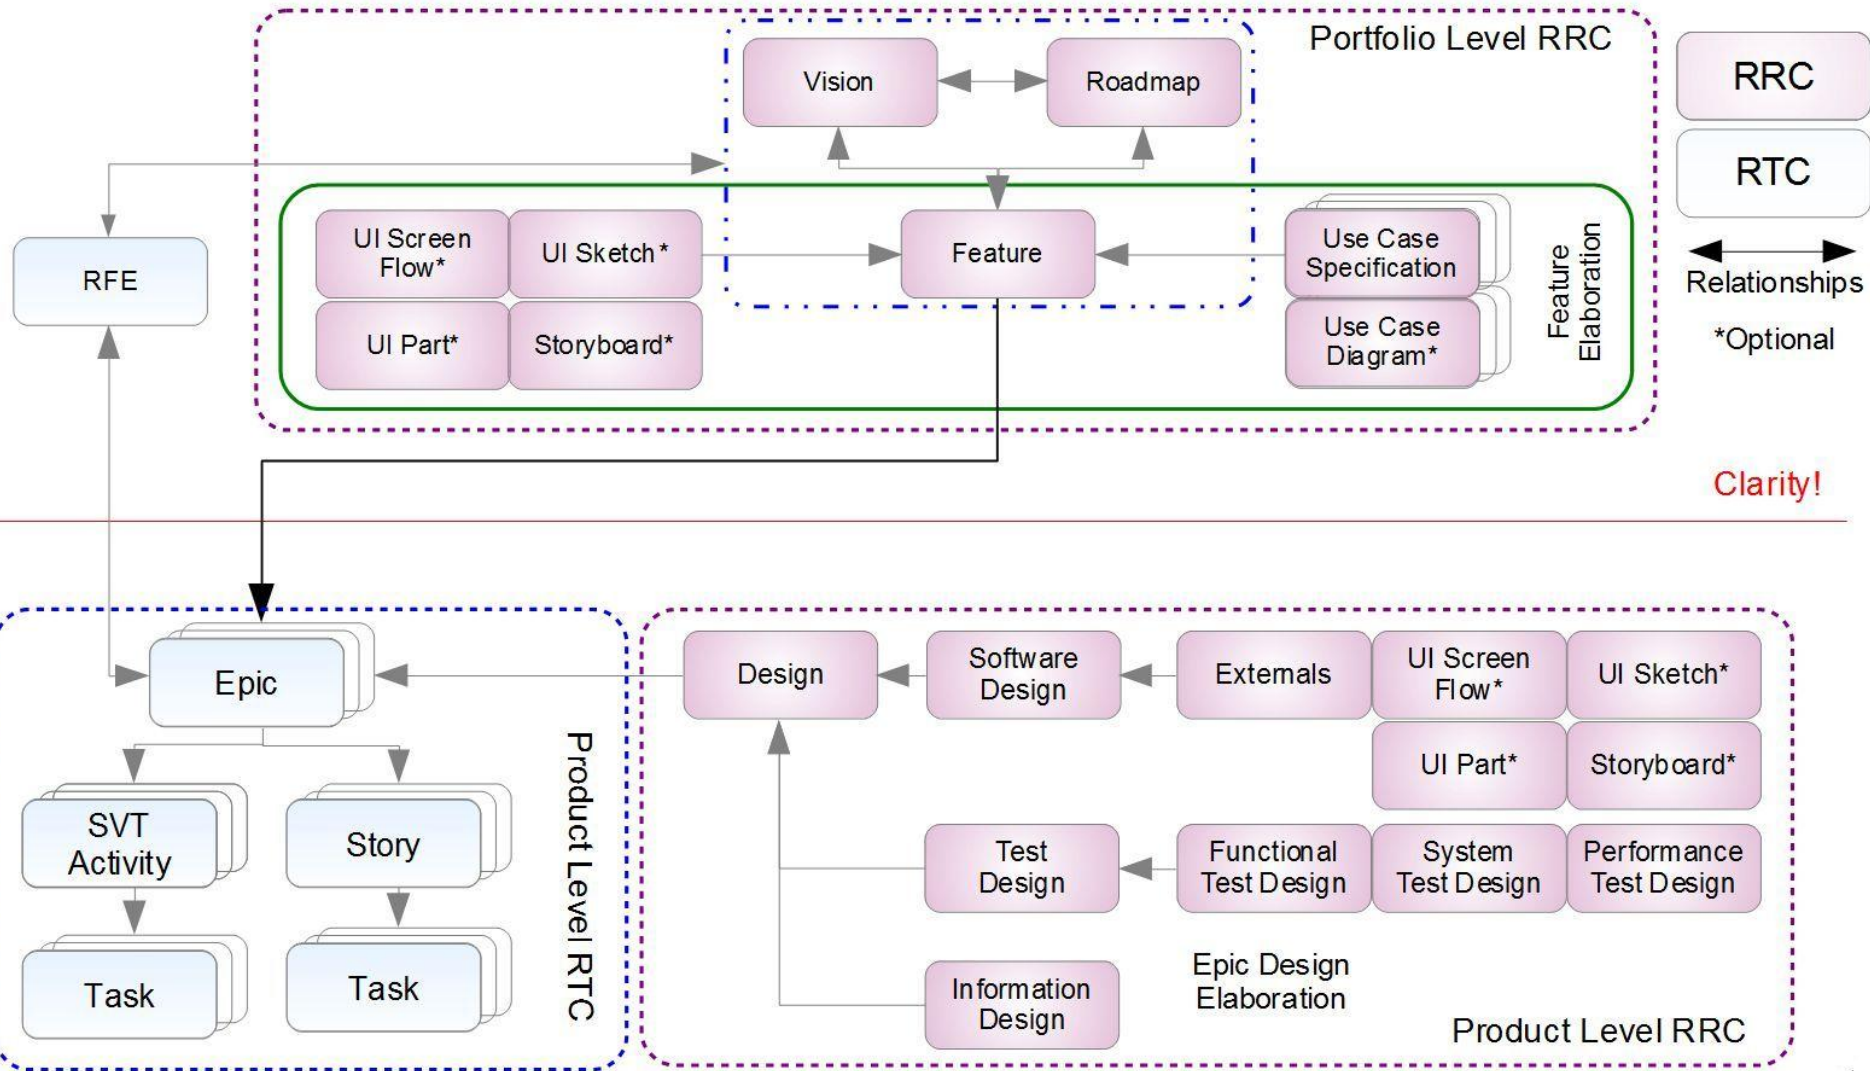 Portfolio Level RRC
Vision
Roadmap
RRC
RTC
Relationships
*Optional
RFE
UI Screen
Flow*
UI Sketch*
UI Part*
Storyboard*
Feature
Use Case
Specification
Use Case
Diagram*
Feature
Elaboration
Clarity!
Epic
SVT
Activity
Story
Task
Task
Product Level RTC
Design
Software
Design
Externals
UI Screen
Flow*
UI Sketch*
UI Part*
Storyboard*
Test
Design
Functional
Test Design
System
Test Design
Performance
Test Design
Information
Design
Epic Design
Elaboration
Product Level RRC